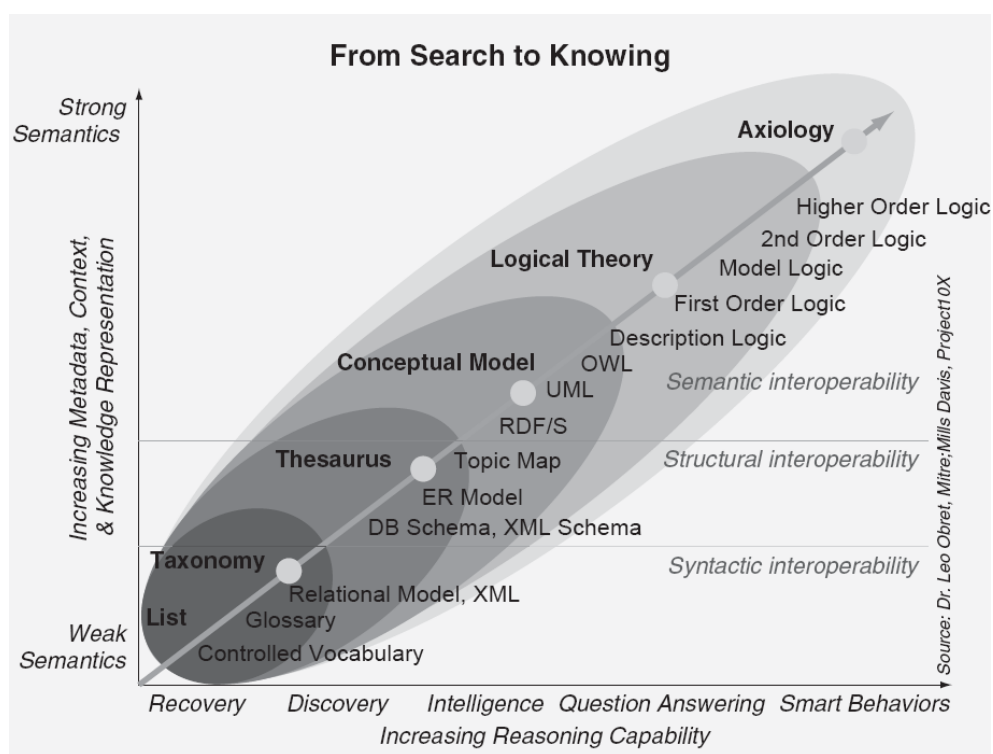 From Search to Knowing
Strong
Semantics
Increasing Metadata, Context,
& Knowledge Representation
Weak
Semantics
Axiology
Higher Order Logic
2nd Order Logic
Logical Theory
Model Logic
First Order Logic
Description Logic
Conceptual Model
OWL
Semantic interoperability
UML
RDF/S
Thesaurus
Topic Map
Structural interoperability
ER Model
DB Schema, XML Schema
Taxonomy
Syntactic interoperability
Relational Model, XML
List
Glossary
Controlled Vocabulary
Recovery
Discovery
Intelligence
Question Answering
Smart Behaviors
Increasing Reasoning Capability
Source: Dr. Leo Obret, Mitre;Mills Davis, Project10X